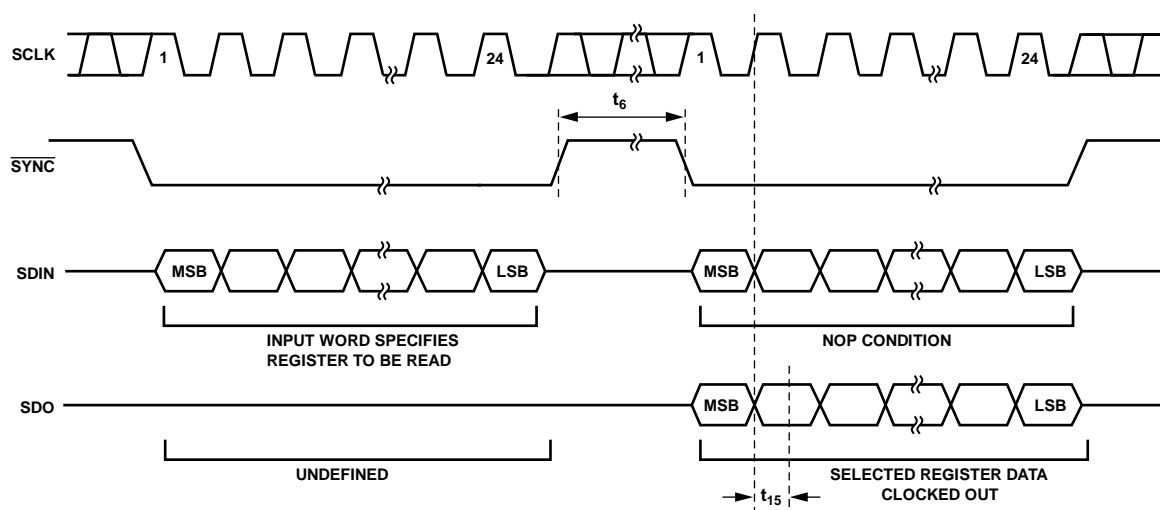 SCLK
1
24
1
24
t6
SYNC
SDIN
MSB
LSB
MSB
LSB
INPUT WORD SPECIFIES
REGISTER TO BE READ
NOP CONDITION
SDO
MSB
LSB
UNDEFINED
SELECTED REGISTER DATA
CLOCKED OUT
t15